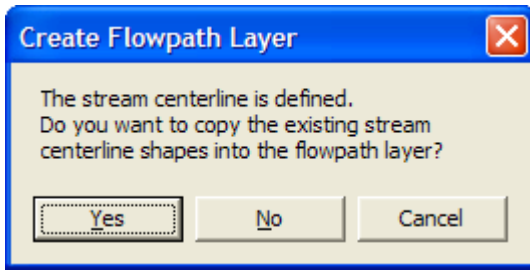 Create Flowpath Layer
The stream centerline is defined.
Do you want to copy the existing stream
centerline shapes into the flowpath layer?
Yes
No
Cancel